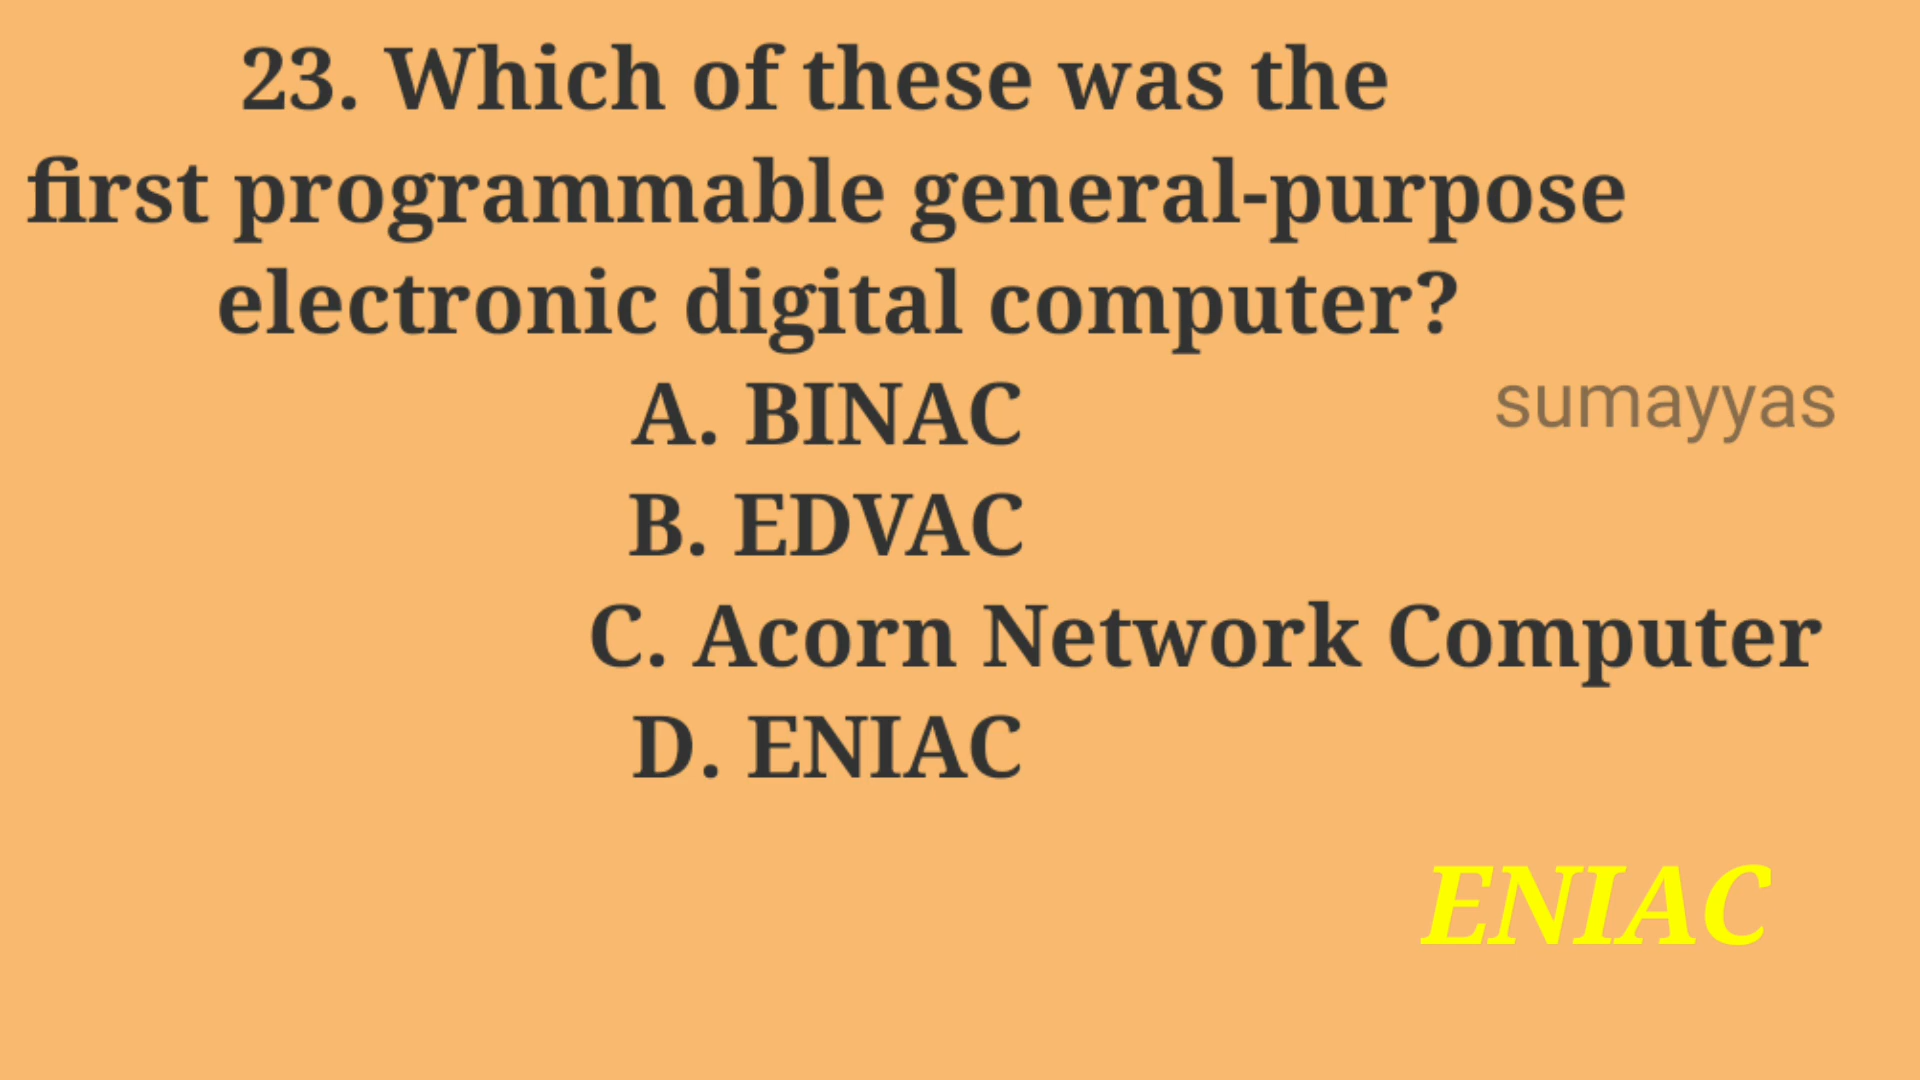 23. Which of these was the
first programmable general-purpose
electronic digital computer?
A. BINAC
sumayyas
B. EDVAC
C. Acorn Network Computer
D. ENIAC
ENIAC